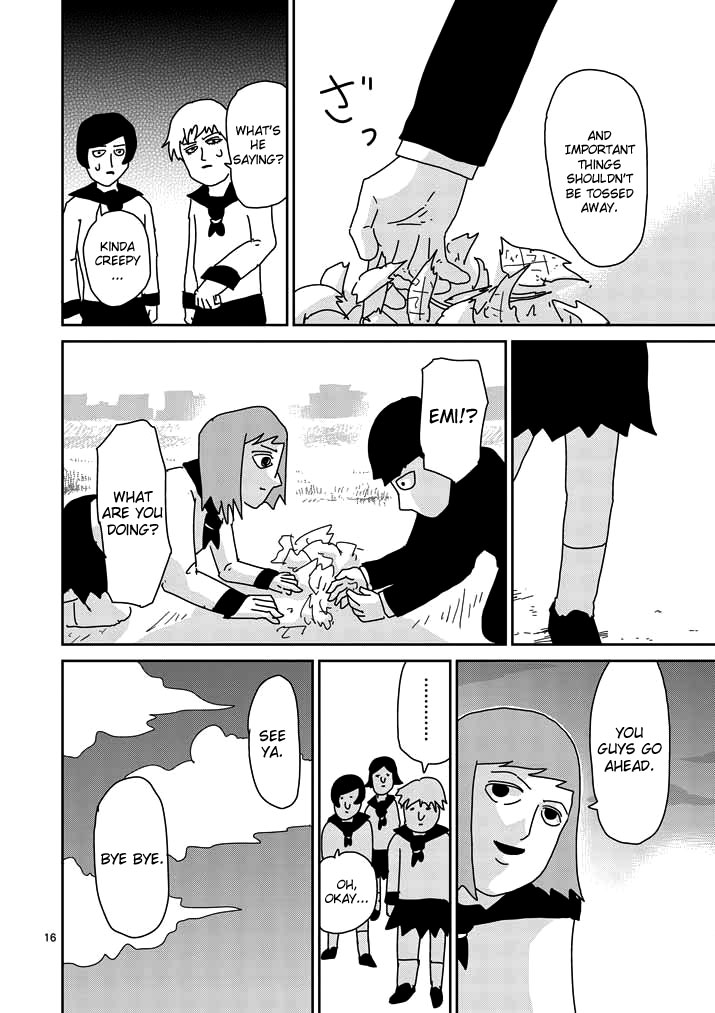 AND
IMPORTANT
THINGS
SHOULDN'T
BE TOSSED
AWAY.
ざっ
WHAT'S
HE
SAYING?
KINDA
CREEPY
...
EMI!?
WHAT
ARE YOU
DOING?
YOU
GUYS GO
AHEAD.
.........
OH,
OKAY...
SEE
YA.
BYE BYE.
16